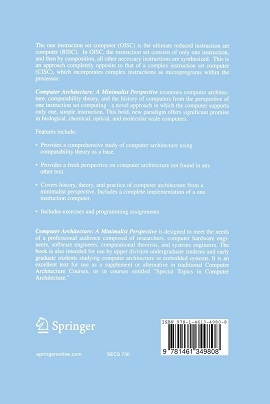 The one instruction set computer (OISC) is the ultimate reduced instruction set
computer (RISC). In OISC, the instruction set consists of only one instruction,
and then by composition, all other necessary instructions are synthesized. This is
an approach completely opposite to that of a complex instruction set computer
(CISC), which incorporates complex instructions as microprograms within the
processor.
Computer Architecture: A Minimalist Perspective examines computer architec-
ture, computability theory, and the history of computers from the perspective of
one instruction set computing - a novel approach in which the computer supports
only one, simple instruction. This bold, new paradigm offers significant promise
in biological, chemical, optical, and molecular scale computers.
Features include:
• Provides a comprehensive study of computer architecture using
computability theory as a base.
• Provides a fresh perspective on computer architecture not found in any
other text.
• Covers history, theory, and practice of computer architecture from a
minimalist perspective. Includes a complete implementation of a one
instruction computer.
• Includes exercises and programming assignments.
Computer Architecture: A Minimalist Perspective is designed to meet the needs
of a professional audience composed of researchers, computer hardware engi-
neers, software engineers, computational theorists, and systems engineers. The
book is also intended for use by upper division undergraduate students and early
graduate students studying computer architecture or embedded systems. It is an
excellent text for use as a supplement or alternative in traditional Computer
Architecture Courses, or in courses entitled "Special Topics in Computer
Architecture."
Springer
springeronline.com
SECS 730
ISBN 978-1-4613-4980-8
9 781461 349808